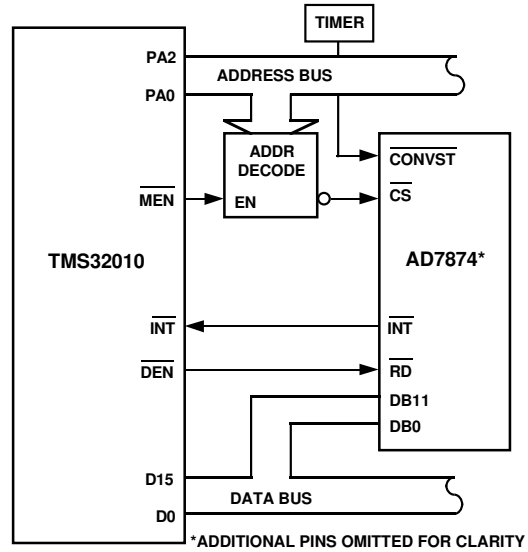 TIMER
PA2
ADDRESS BUS
PA0
ADDR
DECODE
CONVST
MEN
EN
CS
TMS32010
AD7874*
INT
INT
DEN
RD
DB11
DB0
D15
DATA BUS
D0
*ADDITIONAL PINS OMITTED FOR CLARITY